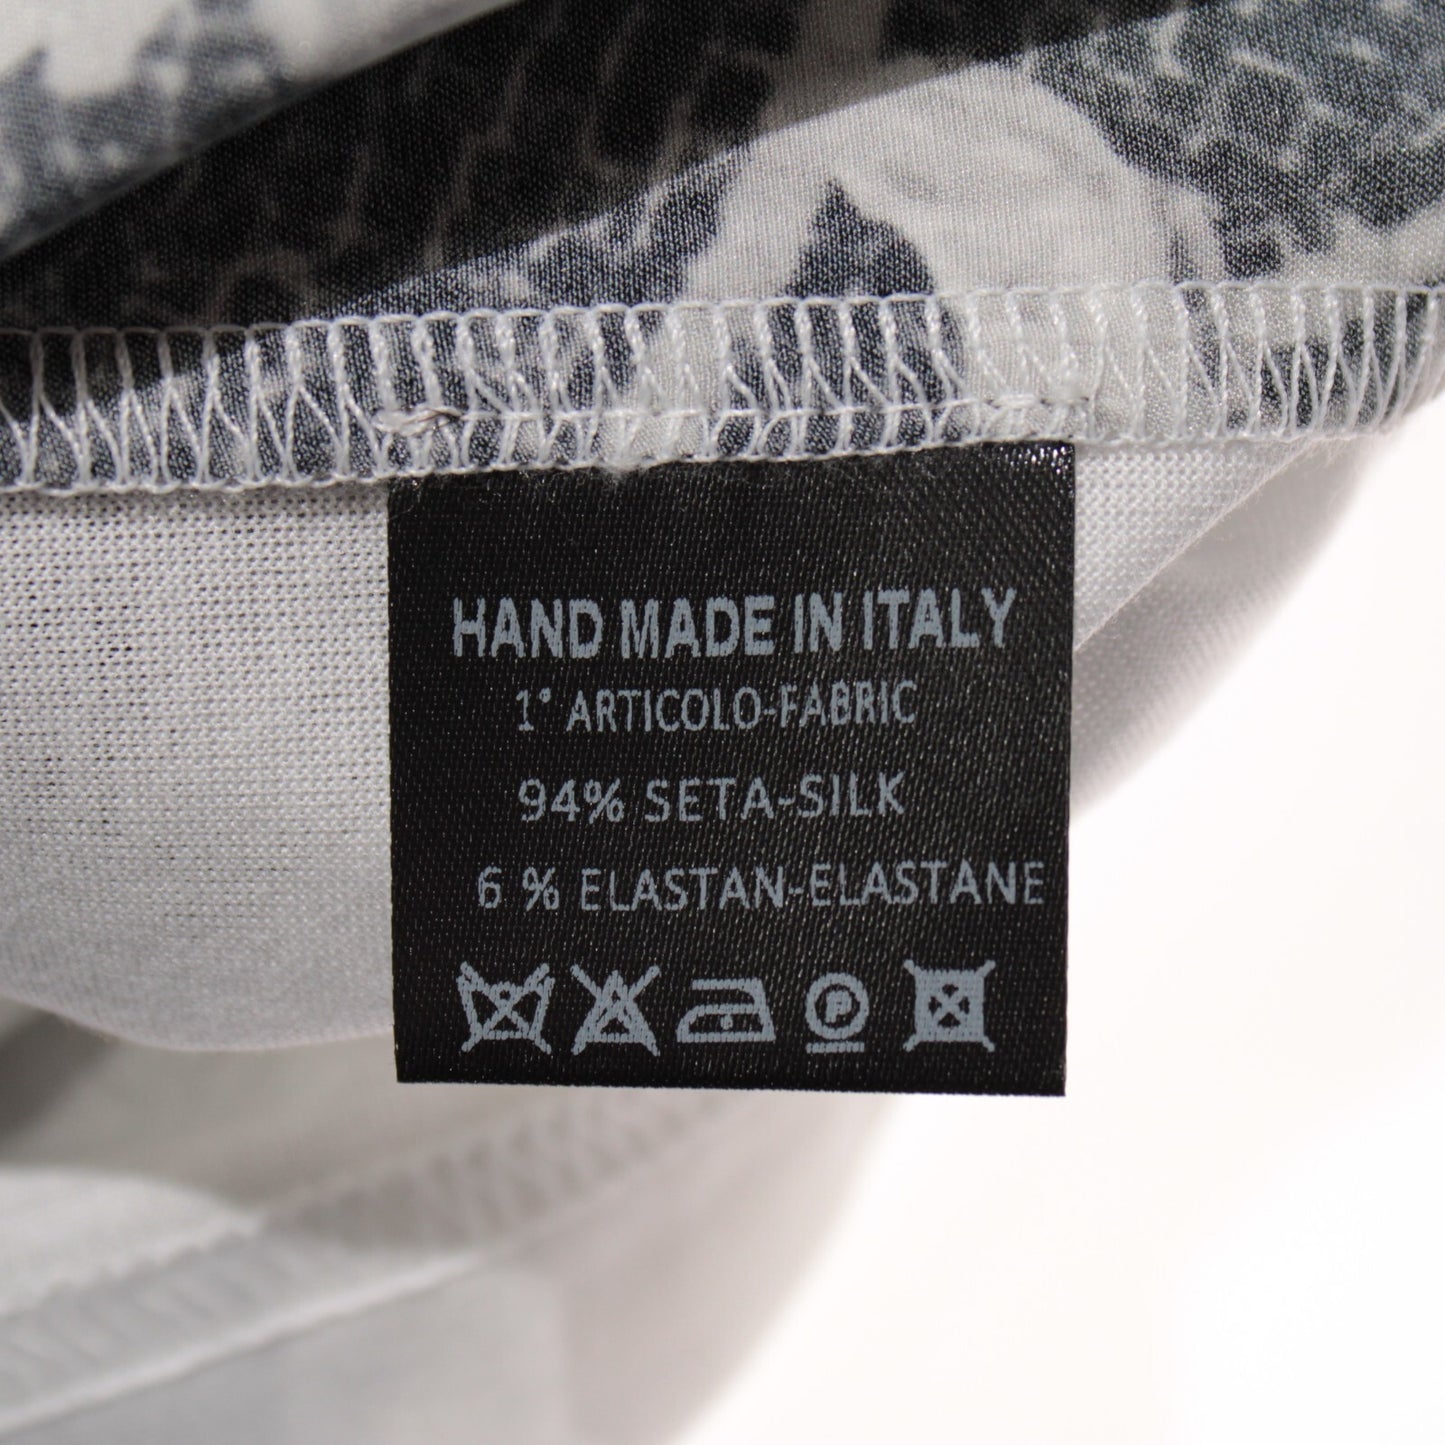 HAND MADE IN ITALY
1° ARTICOLO-FABRIC
94% SETA-SILK
6 % ELASTAN-ELASTANE
P